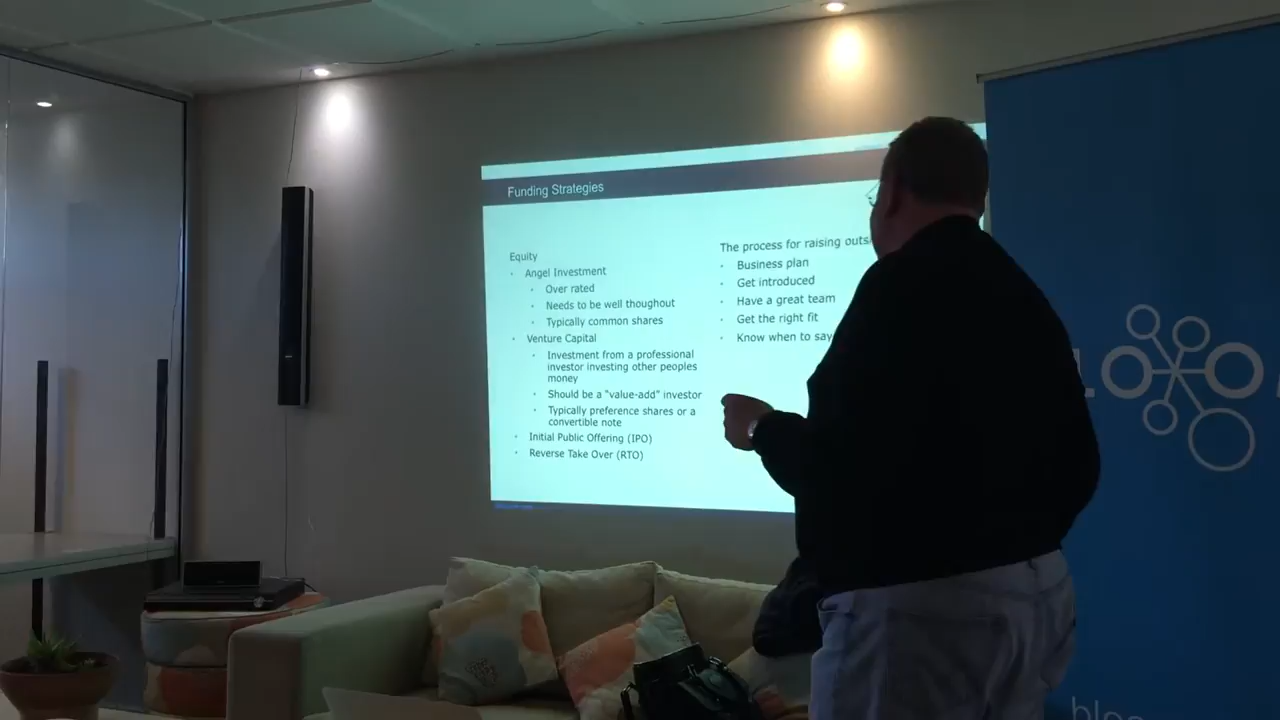 Funding Strategies
Equity
Angel Investment
Over rated
Needs to be well thoughout
Typically common shares
Venture Capital
Investment from a professional
investor investing other peoples
money
Should be a "value-add" investor
Typically preference shares or a
convertible note
Initial Public Offering (IPO)
Reverse Take Over (RTO)
The process for raising
Business plan
Get introduced
Have a great team
Get the right fit
Know when to say